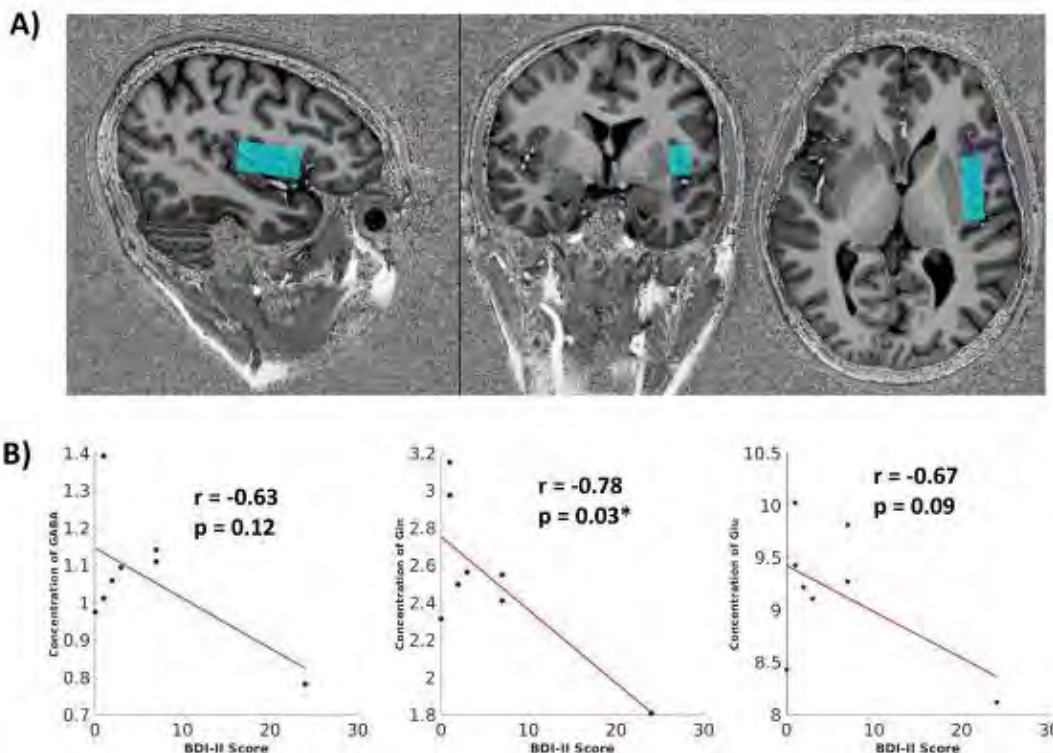 A)
B)
1.4
1.3
1.2
1.1
1
0.9
0.8
0.7
0
10
20
30
Concentration of GABA
BDI-II Score
r = -0.63
p = 0.12
3.2
3
2.8
2.6
2.4
2.2
2
1.8
0
10
20
30
Concentration of Gln
BDI-II Score
r = -0.78
p = 0.03*
10.5
10
9.5
9
8.5
8
0
10
20
30
Concentration of Glu
BDI-II Score
r = -0.67
p = 0.09